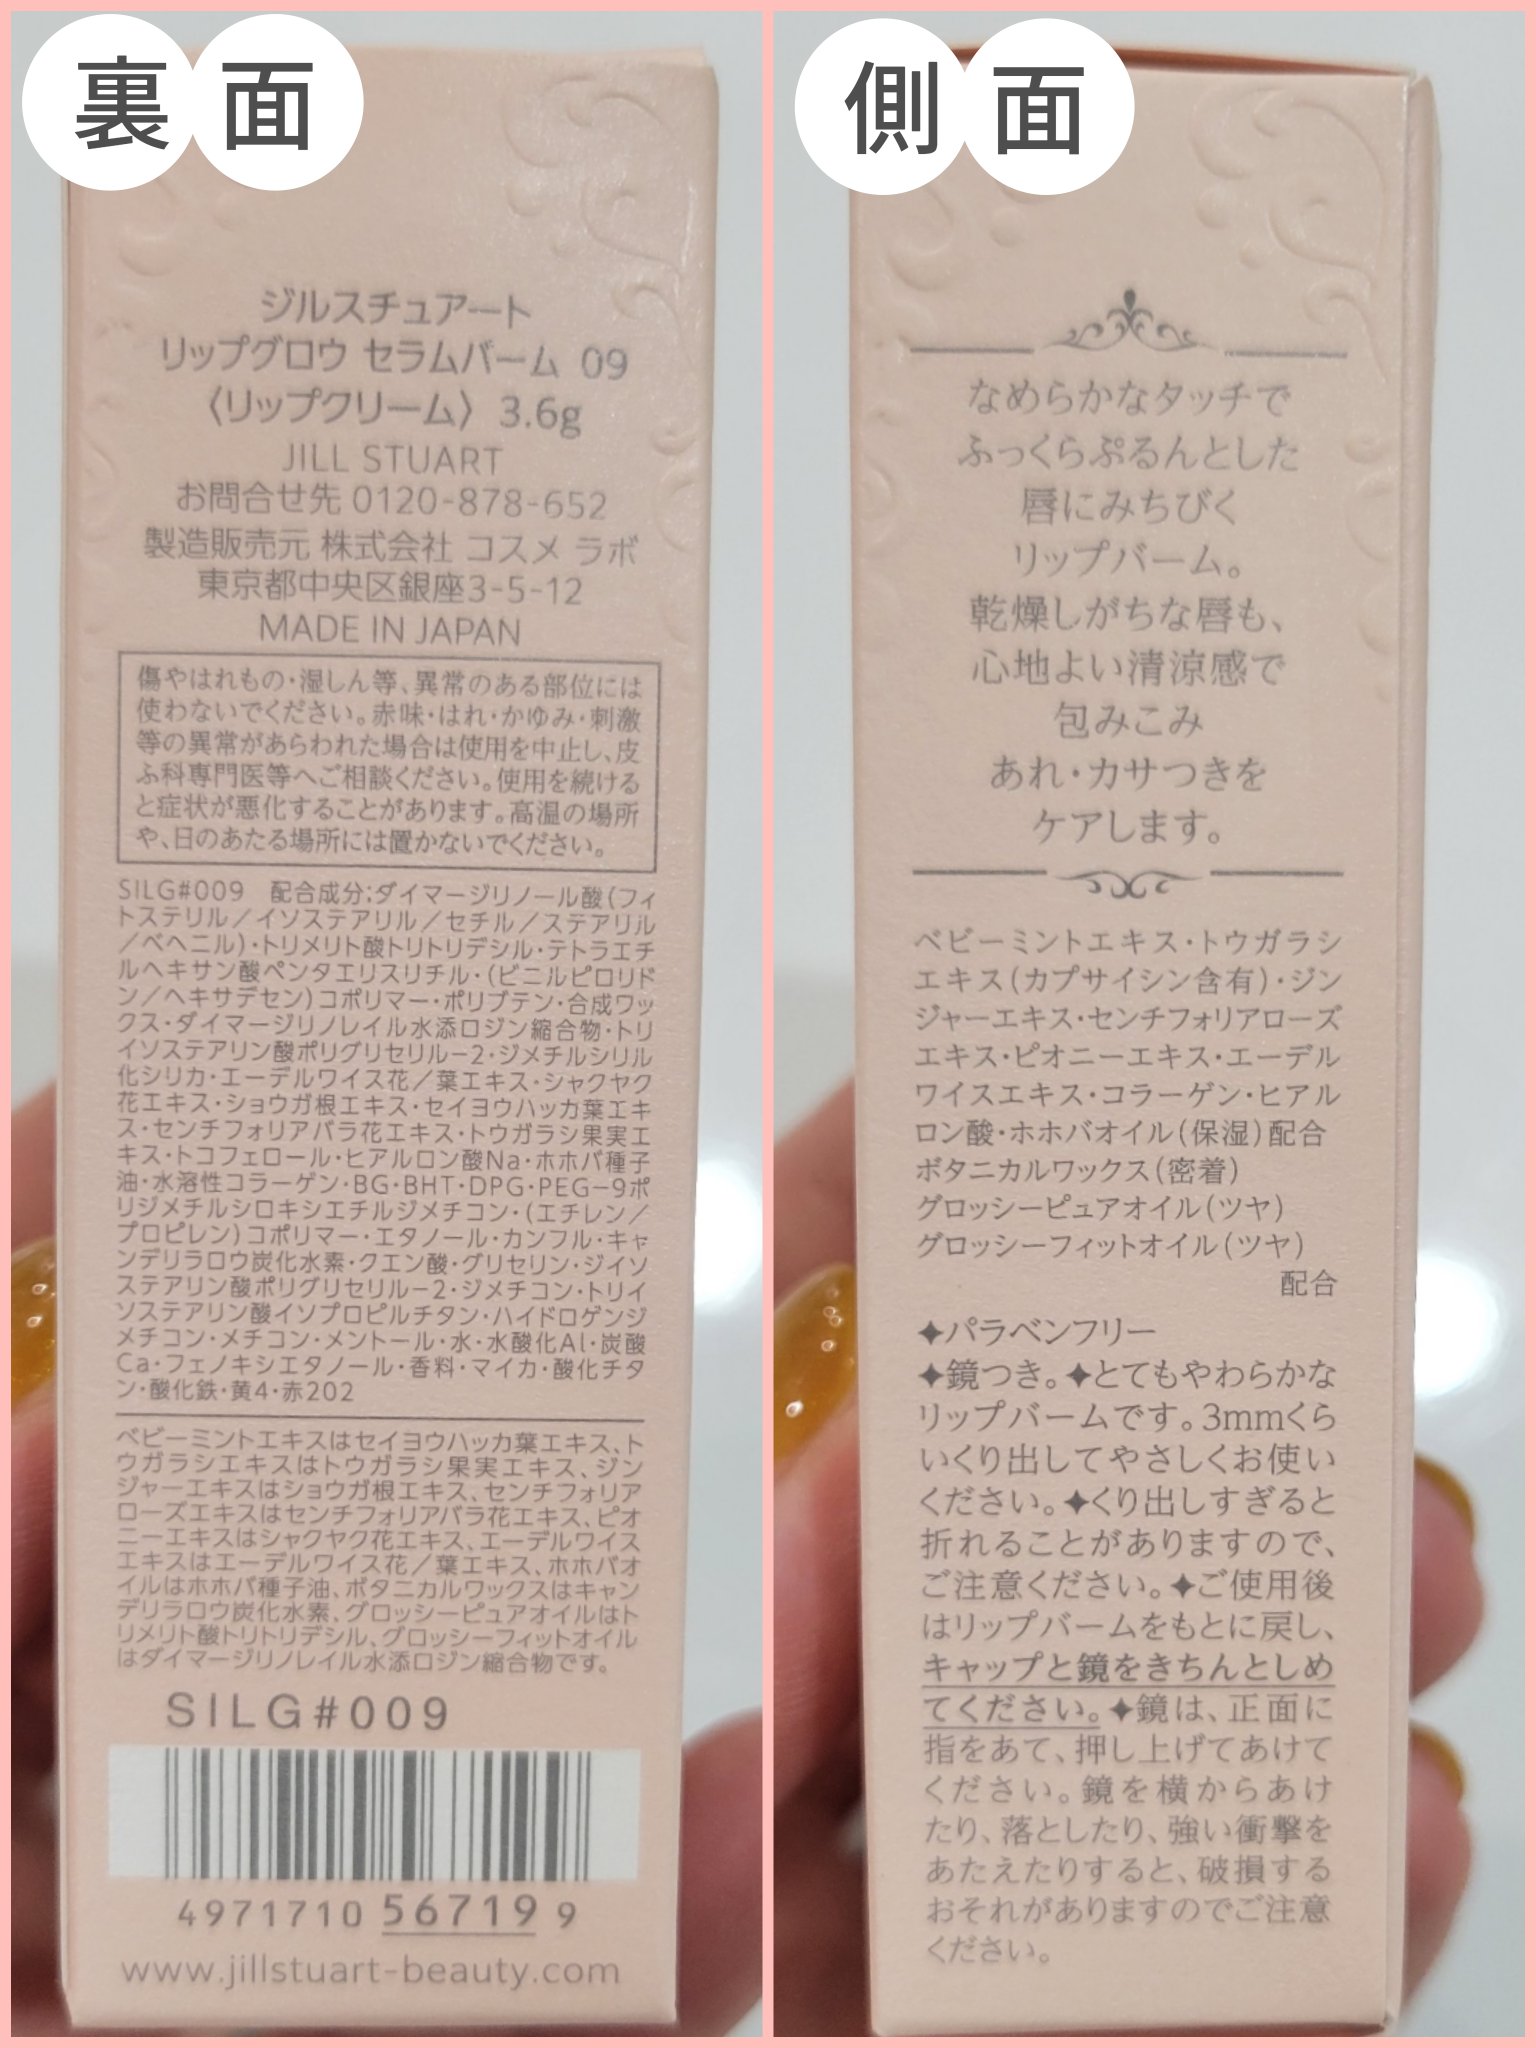 裏面
ジルスチュアート
リップグロウ セラムバーム 09
〈リップクリーム〉 3.6g
JILL STUART
お問合せ先 0120-878-652
製造販売元 株式会社 コスメ ラボ
東京都中央区銀座3-5-12
MADE IN JAPAN
傷やはれもの・湿しん等、異常のある部位には
使わないでください。赤味・はれ・かゆみ・刺激
等の異常があらわれた場合は使用を中止し、皮
ふ科専門医等へご相談ください。使用を続ける
と症状が悪化することがあります。高温の場所
や、日のあたる場所には置かないでください。
SILG#009 配合成分:ダイマージリノール酸(フィ
トステリル／イソステアリル／セチル／ステアリル
／ベヘニル)・トリメリト酸トリトリデシル・テトラエチ
ルヘキサン酸ペンタエリスリチル・(ビニルピロリド
ン／ヘキサデセン)コポリマー・ポリブテン・合成ワッ
クス・ダイマージリノレイル水添ロジン縮合物・トリ
イソステアリン酸ポリグリセリル－2・ジメチルシリル
化シリカ・エーデルワイス花／葉エキス・シャクヤク
花エキス・ショウガ根エキス・セイヨウハッカ葉エキ
ス・センチフォリアバラ花エキス・トウガラシ果実エ
キス・トコフェロール・ヒアルロン酸Na・ホホバ種子
油・水溶性コラーゲン・BG・BHT・DPG・PEG－9ポ
リジメチルシロキシエチルジメチコン・(エチレン／
プロピレン)コポリマー・エタノール・カンフル・キャ
ンデリラロウ炭化水素・クエン酸・グリセリン・ジイソ
ステアリン酸ポリグリセリル－2・ジメチコン・トリイ
ソステアリン酸イソプロピルチタン・ハイドロゲンジ
メチコン・メチコン・メントール・水・水酸化Al・炭酸
Ca・フェノキシエタノール・香料・マイカ・酸化チタ
ン・酸化鉄・黄4・赤202
ベビーミントエキスはセイヨウハッカ葉エキス、ト
ウガラシエキスはトウガラシ果実エキス、ジン
ジャーエキスはショウガ根エキス、センチフォリア
ローズエキスはセンチフォリアバラ花エキス、ピオ
ニーエキスはシャクヤク花エキス、エーデルワイス
エキスはエーデルワイス花／葉エキス、ホホバオ
イルはホホバ種子油、ボタニカルワックスはキャン
デリラロウ炭化水素、グロッシーピュアオイルはト
リメリト酸トリトリデシル、グロッシーフィットオイル
はダイマージリノレイル水添ロジン縮合物です。
SILG#009
4971710 56719 9
www.jillstuart-beauty.com
側面
なめらかなタッチで
ふっくらぷるんとした
唇にみちびく
リップバーム。
乾燥しがちな唇も、
心地よい清涼感で
包みこみ
あれ・カサつきを
ケアします。
ベビーミントエキス・トウガラシ
エキス(カプサイシン含有)・ジン
ジャーエキス・センチフォリアローズ
エキス・ピオニーエキス・エーデル
ワイスエキス・コラーゲン・ヒアル
ロン酸・ホホバオイル(保湿)配合
ボタニカルワックス(密着)
グロッシーピュアオイル(ツヤ)
グロッシーフィットオイル(ツヤ)
配合
✦パラベンフリー
✦鏡つき。✦とてもやわらかな
リップバームです。3mmくら
いくり出してやさしくお使い
ください。✦くり出しすぎると
折れることがありますので、
ご注意ください。✦ご使用後
はリップバームをもとに戻し、
キャップと鏡をきちんとしめ
てください。✦鏡は、正面に
指をあて、押し上げてあけて
ください。鏡を横からあけ
たり、落としたり、強い衝撃を
あたえたりすると、破損する
おそれがありますのでご注意
ください。